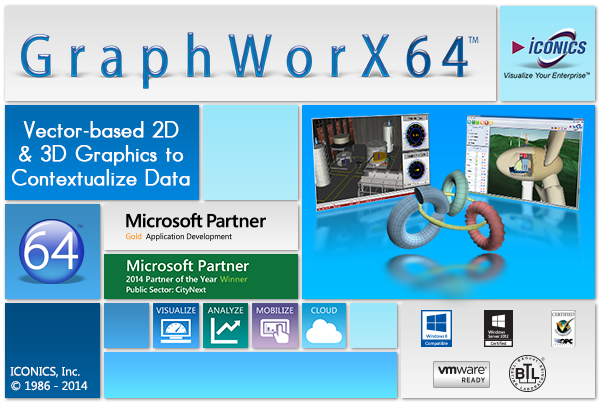 GraphWorX64™
ICONICS
Visualize Your Enterprise™
Vector-based 2D
& 3D Graphics to
Contextualize Data
64
Microsoft Partner
Gold Application Development
Microsoft Partner
2014 Partner of the Year Winner
Public Sector: CityNext
VISUALIZE
ANALYZE
MOBILIZE
CLOUD
Windows 8
Compatible
Windows
Server 2012
Certified
CERTIFIED
OPC
ICONICS, Inc.
© 1986 - 2014
vmware
READY
BTL